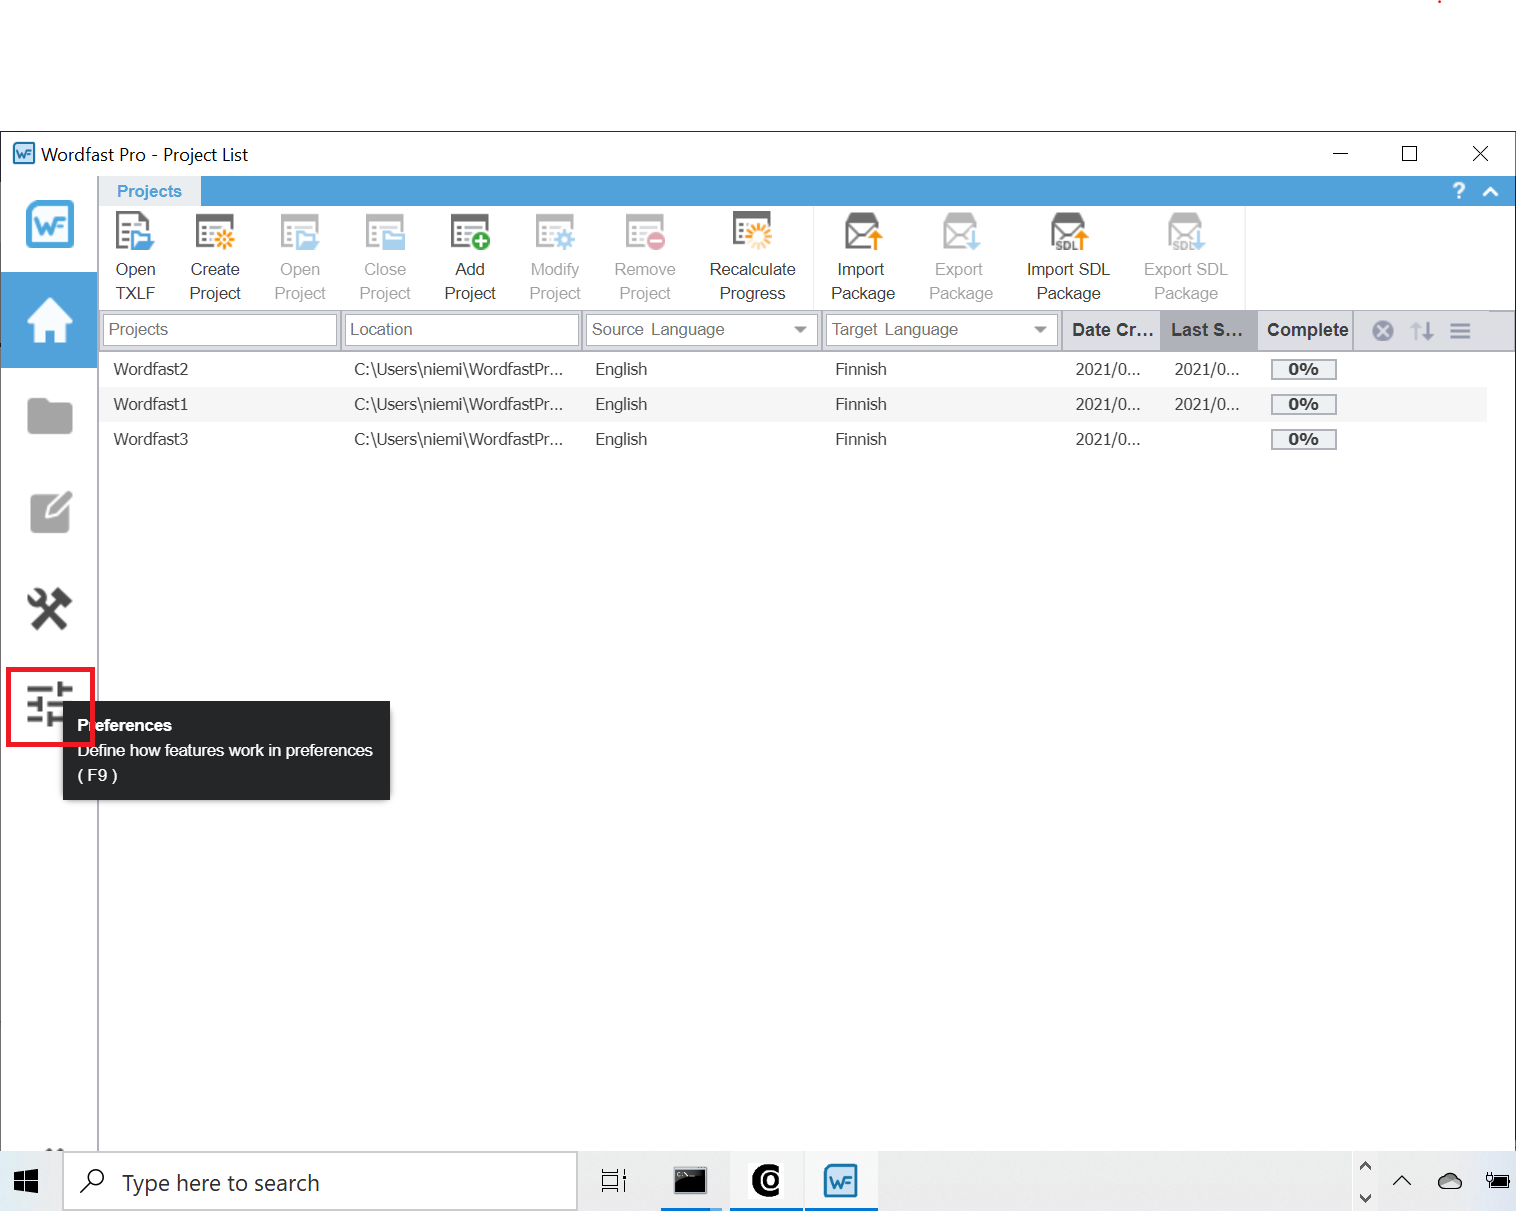 Wordfast Pro - Project List
WF
Projects
?
Open TXLF
Create Project
Open Project
Close Project
Add Project
Modify Project
Remove Project
Recalculate Progress
Import Package
Export Package
SDL
Import SDL Package
SDL
Export SDL Package
Projects Location Source Language Target Language Date Cr... Last S... Complete
Wordfast2 C:\Users\niemi\WordfastPr... English Finnish 2021/0... 2021/0... 0%
Wordfast1 C:\Users\niemi\WordfastPr... English Finnish 2021/0... 2021/0... 0%
Wordfast3 C:\Users\niemi\WordfastPr... English Finnish 2021/0... 0%
Preferences
Define how features work in preferences
( F9 )
Type here to search
WF